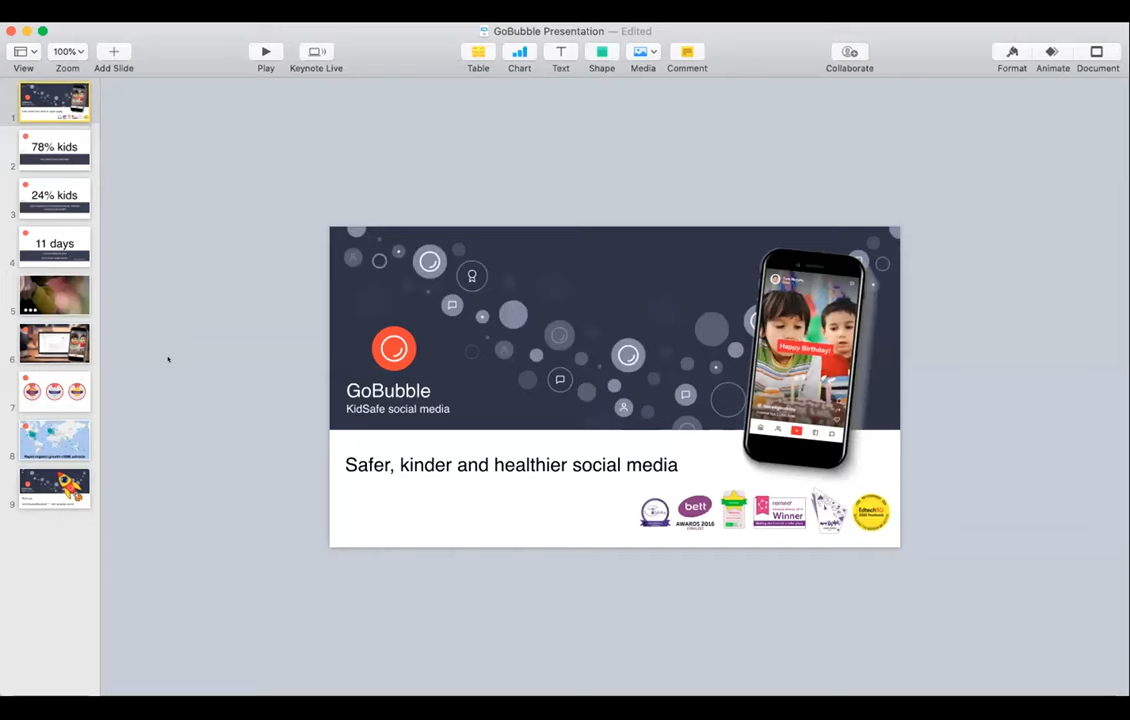 GoBubble Presentation — Edited
100%
View
Zoom
Add Slide
Play
Keynote Live
Table
Chart
Text
Shape
Media
Comment
Collaborate
Format
Animate
Document
1
2
78% kids
3
24% kids
4
11 days
5
6
7
8
9
GoBubble
KidSafe social media
Happy Birthday!
Safer, kinder and healthier social media
bett
AWARDS 2018
Winner
EdtechX